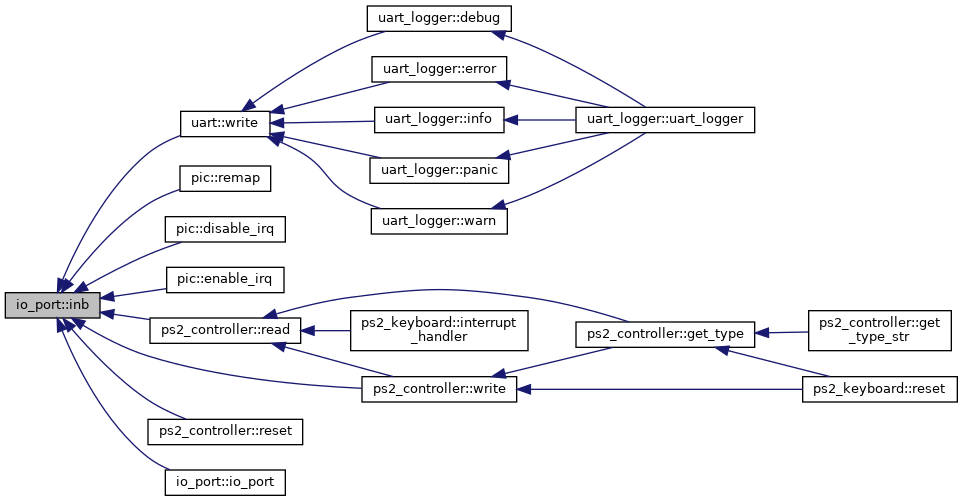 uart_logger::debug
uart_logger::error
uart::write
uart_logger::info
uart_logger::uart_logger
uart_logger::panic
pic::remap
uart_logger::warn
pic::disable_irq
pic::enable_irq
io_port::inb
ps2_controller::read
ps2_keyboard::interrupt
_handler
ps2_controller::get_type
ps2_controller::get
_type_str
ps2_controller::write
ps2_keyboard::reset
ps2_controller::reset
io_port::io_port